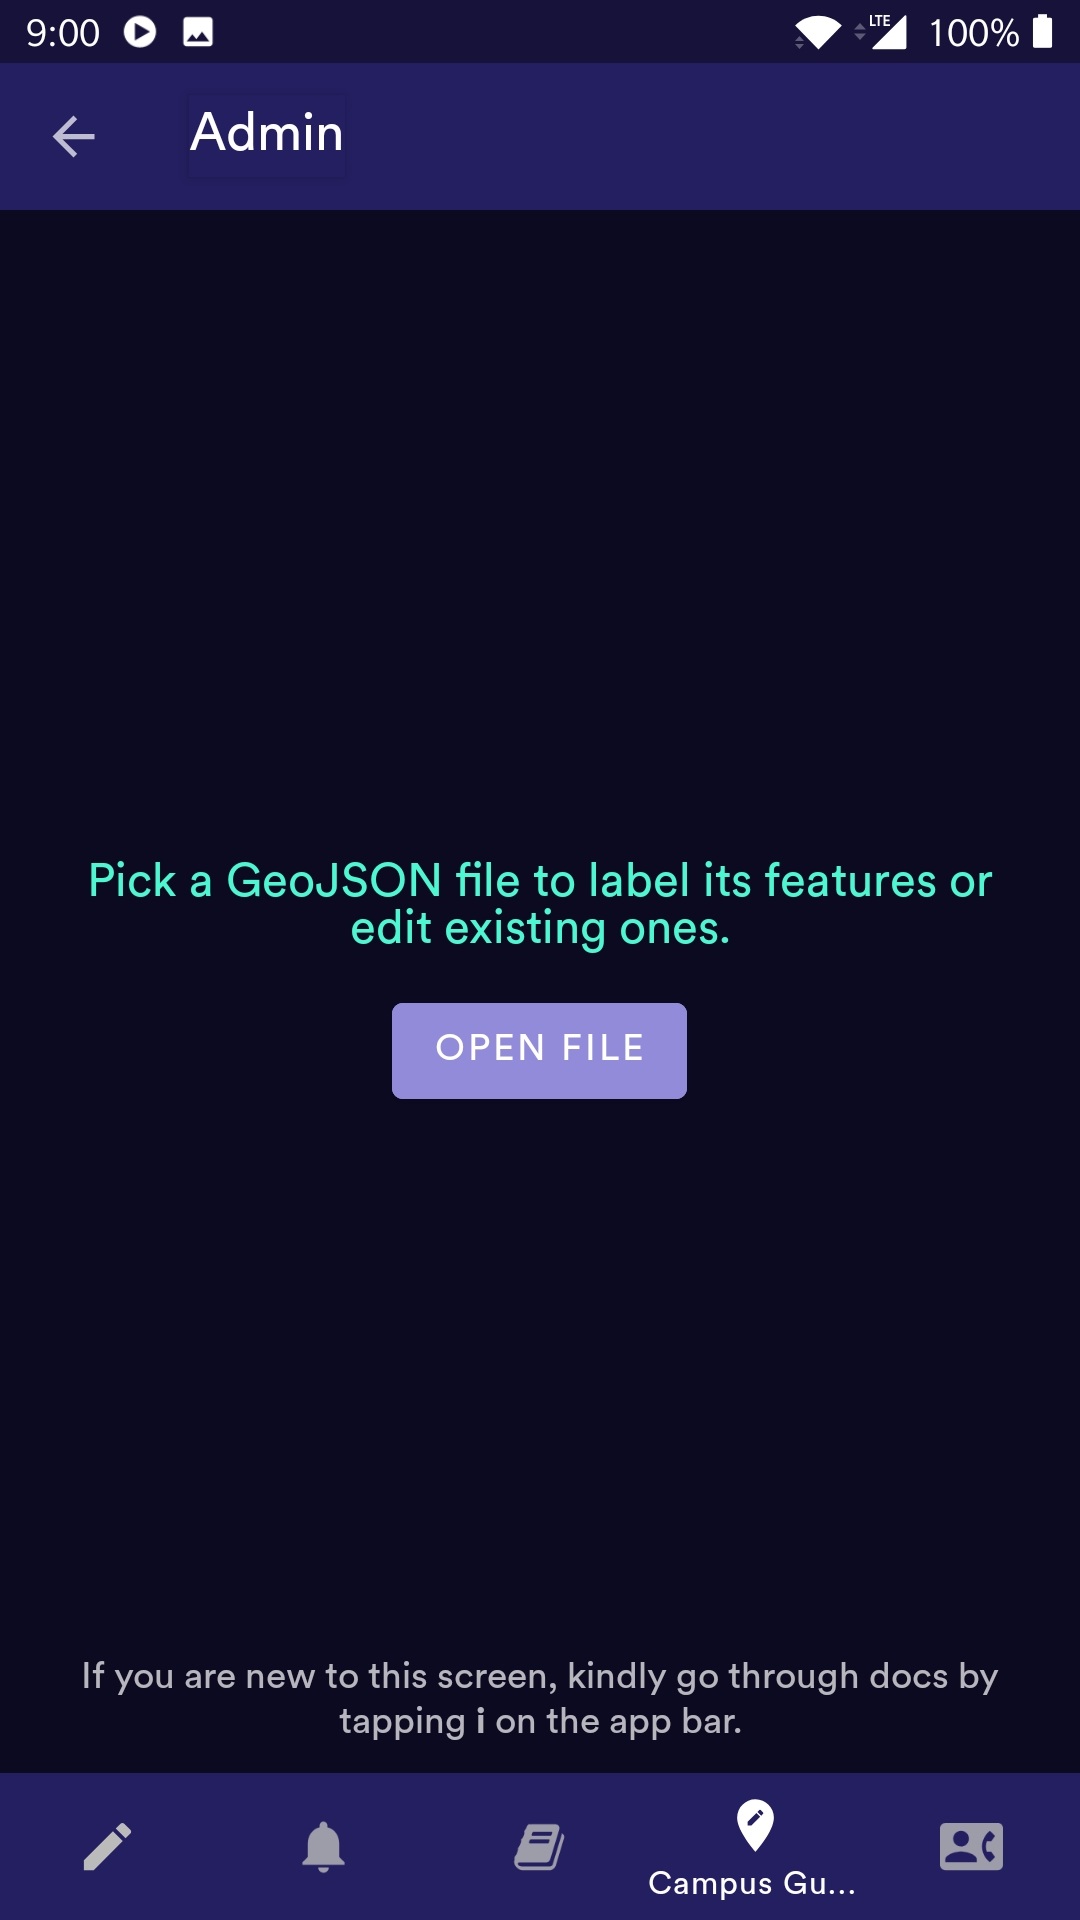 9:00
LTE
100%
Admin
Pick a GeoJSON file to label its features or
edit existing ones.
OPEN FILE
If you are new to this screen, kindly go through docs by
tapping i on the app bar.
Campus Gu...